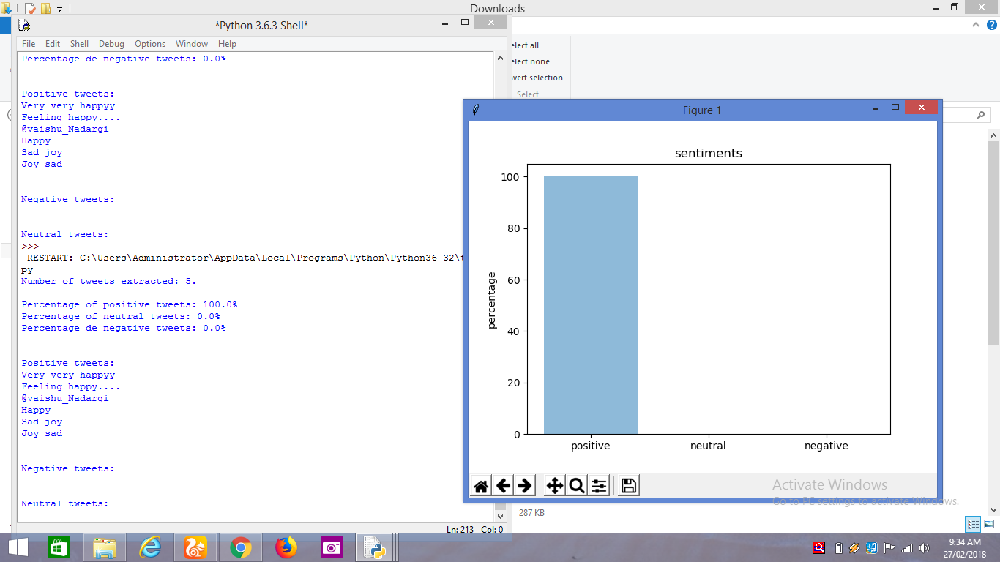 Downloads
*Python 3.6.3 Shell*
File Edit Shell Debug Options Window Help
Percentage de negative tweets: 0.0%
Positive tweets:
Very very happyy
Feeling happy....
@vaishu_Nadargi
Happy
Sad joy
Joy sad
Negative tweets:
Neutral tweets:
>>>
RESTART: C:\Users\Administrator\AppData\Local\Programs\Python\Python36-32\
py
Number of tweets extracted: 5.
Percentage of positive tweets: 100.0%
Percentage of neutral tweets: 0.0%
Percentage de negative tweets: 0.0%
Positive tweets:
Very very happyy
Feeling happy....
@vaishu_Nadargi
Happy
Sad joy
Joy sad
Negative tweets:
Neutral tweets:
Ln: 213 Col: 0
elect all
elect none
vert selection
Select
Figure 1
sentiments
100
80
60
40
20
0
percentage
positive neutral negative
Activate Windows
Go to PC settings to activate Windows.
287 KB
9:34 AM
27/02/2018